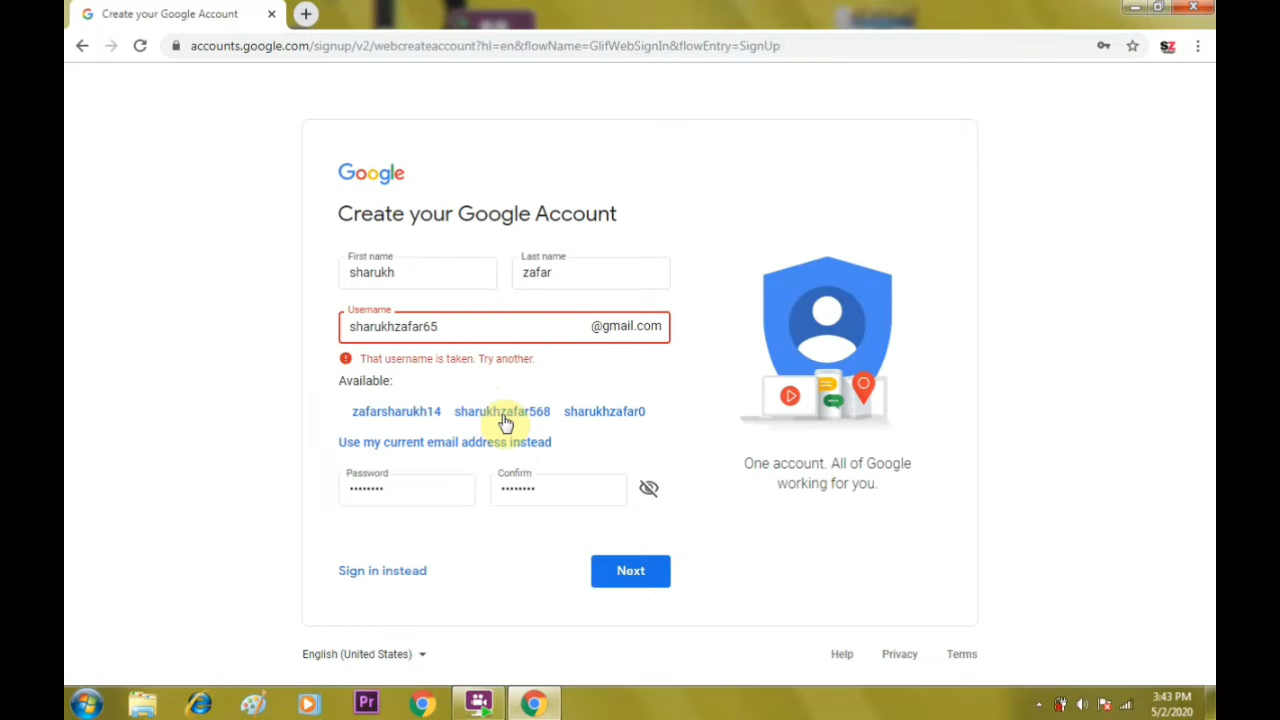 Create your Google Account
accounts.google.com/signup/v2/webcreateaccount?hl=en&flowName=GlifWebSignIn&flowEntry=SignUp
SZ
Google
Create your Google Account
First name
Last name
sharukh
zafar
Username
sharukhzafar65
@gmail.com
That username is taken. Try another.
Available:
zafarsharukh14 sharukhzafar568 sharukhzafar0
Use my current email address instead
Password
Confirm
••••••••
••••••••
One account. All of Google
working for you.
Sign in instead
Next
English (United States)
Help Privacy Terms
Pr
3:43 PM
5/2/2020